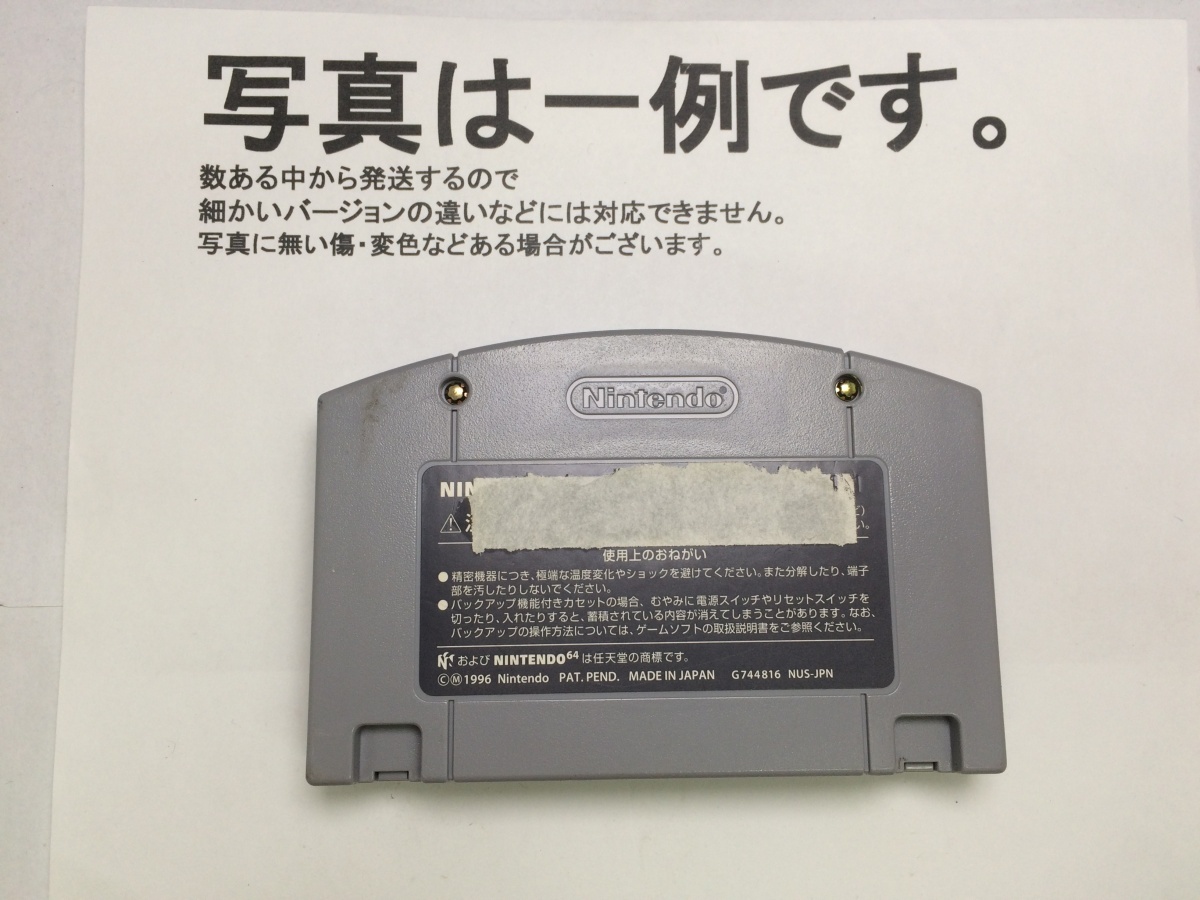 写真は一例です。
数ある中から発送するので
細かいバージョンの違いなどには対応できません。
写真に無い傷・変色などある場合がございます。
Nintendo
NIN
使用上のおねがい
●精密機器につき、極端な温度変化やショックを避けてください。また分解したり、端子
部を汚したりしないでください。
●バックアップ機能付きカセットの場合、むやみに電源スイッチやリセットスイッチを
切ったり、入れたりすると、蓄積されている内容が消えてしまうことがあります。なお、
バックアップの操作方法については、ゲームソフトの取扱説明書をご参照ください。
および NINTENDO64 は任天堂の商標です。
©Ⓜ1996 Nintendo PAT. PEND. MADE IN JAPAN G744816 NUS-JPN